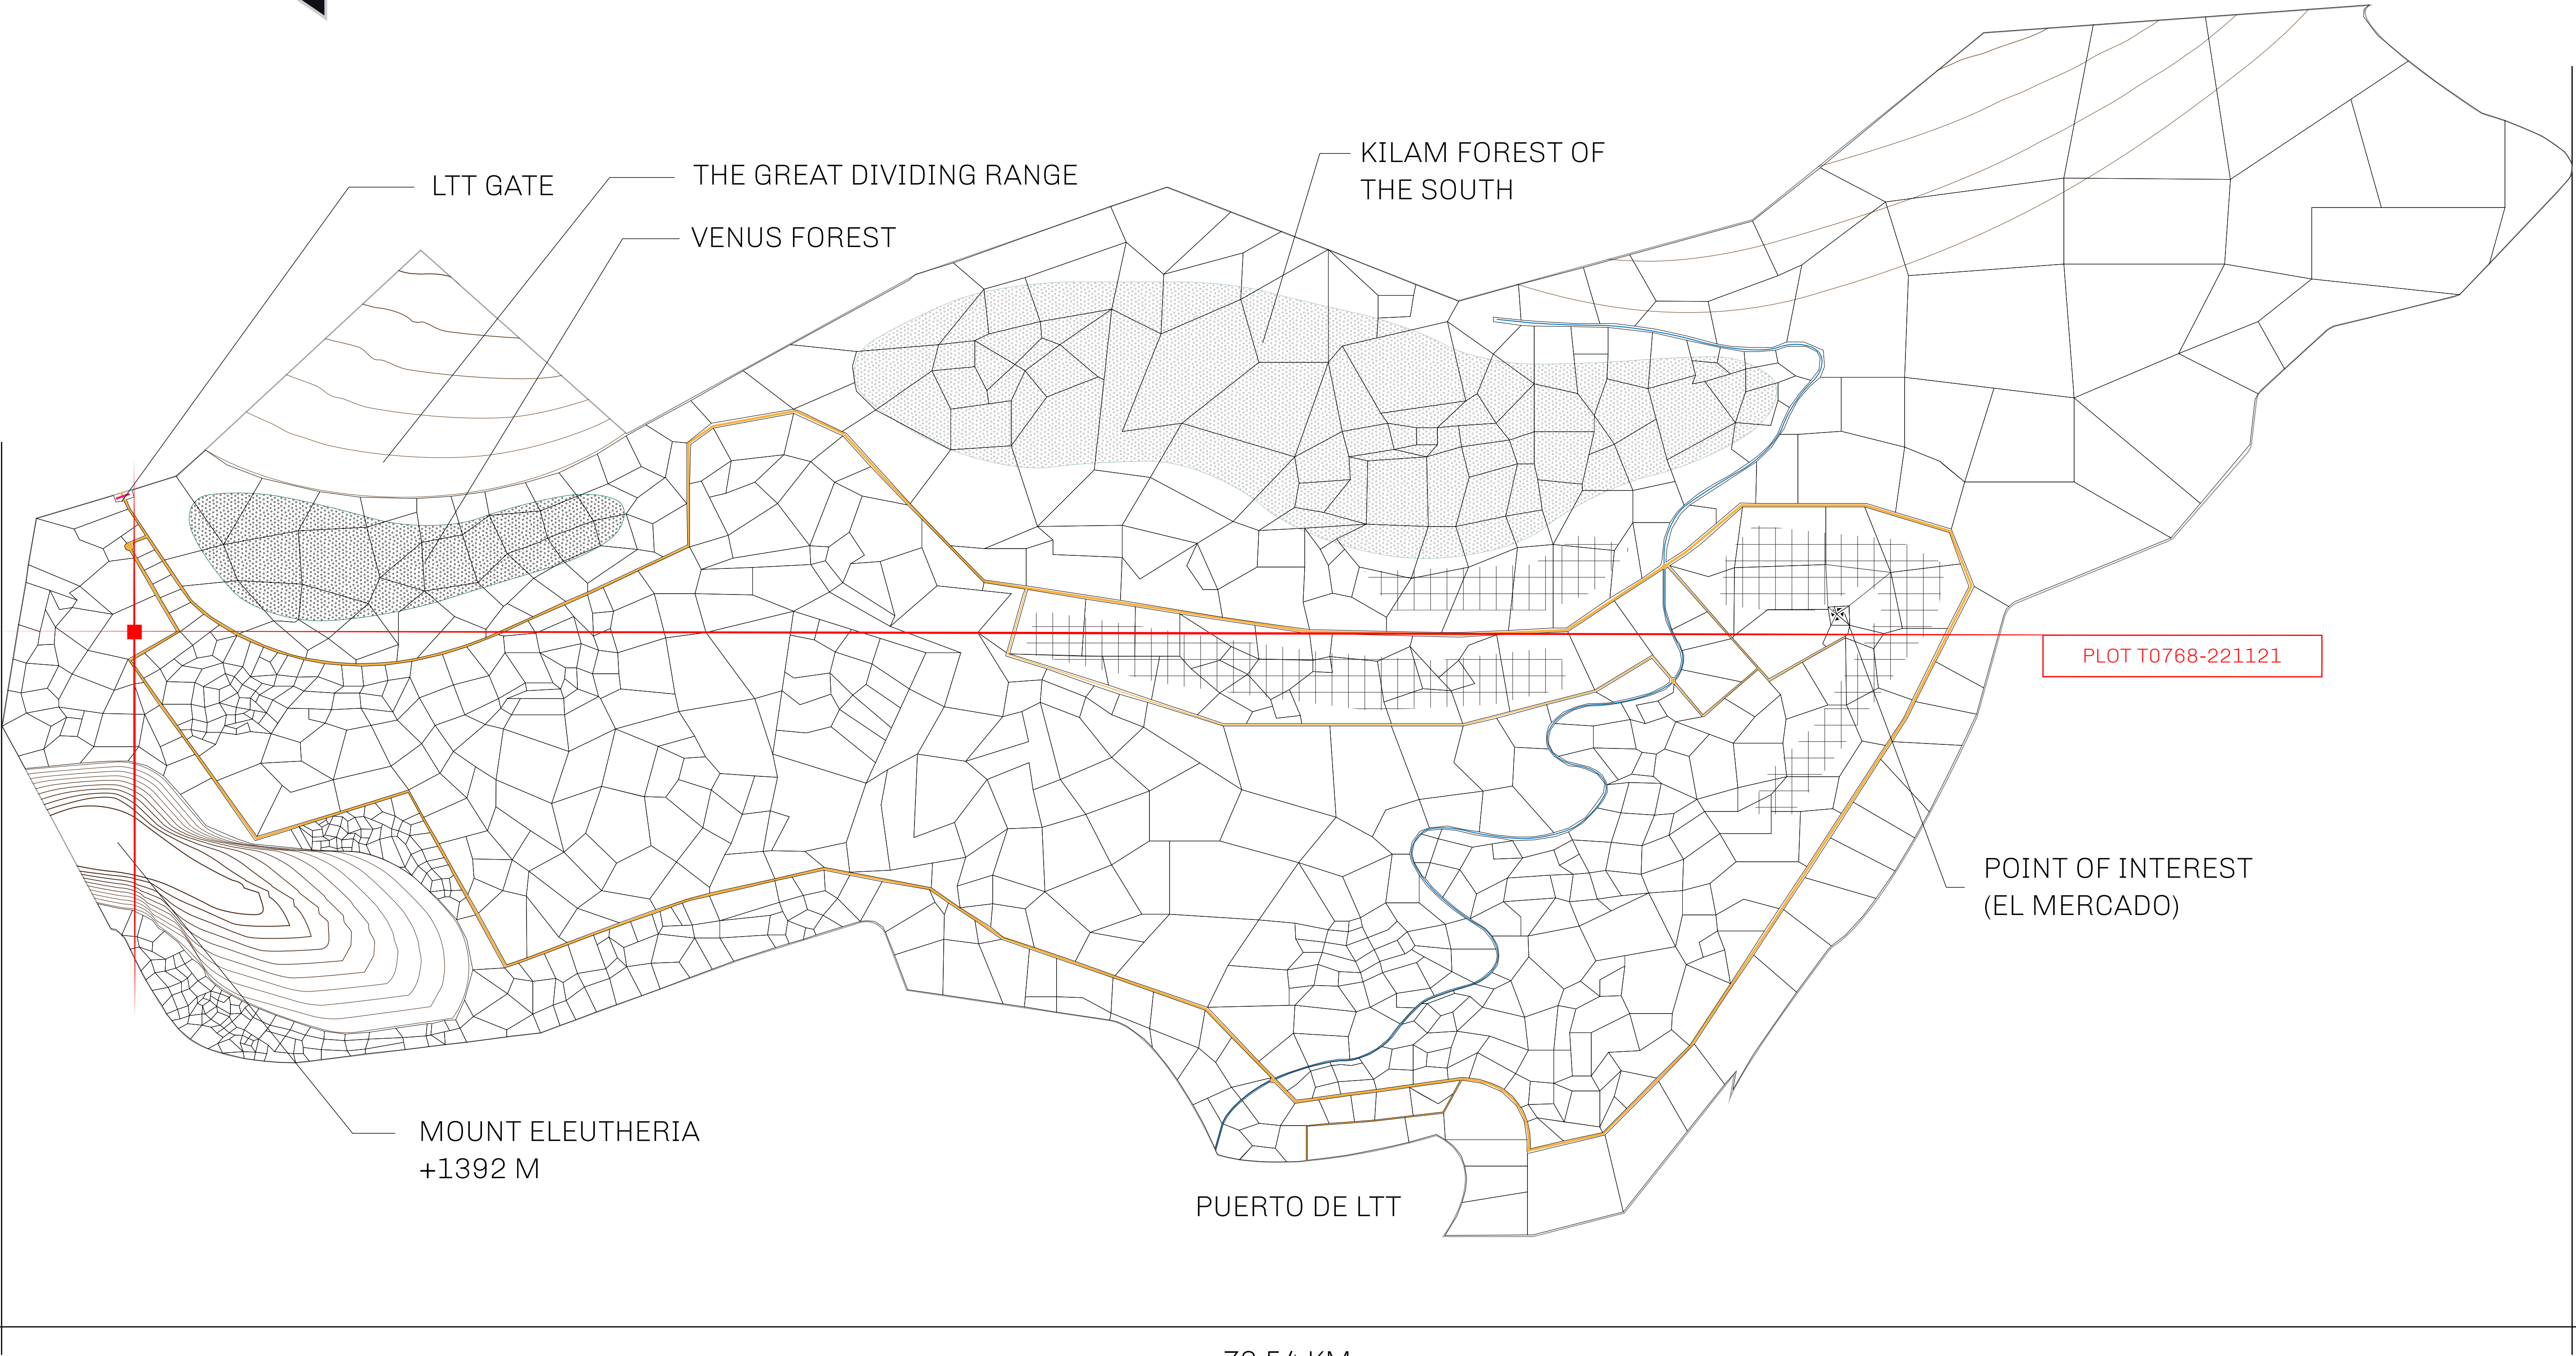 KILAM FOREST OF
THE SOUTH
THE GREAT DIVIDING RANGE
LTT GATE
VENUS FOREST
PLOT T0768-221121
POINT OF INTEREST
(EL MERCADO)
MOUNT ELEUTHERIA
+1392 M
PUERTO DE LTT